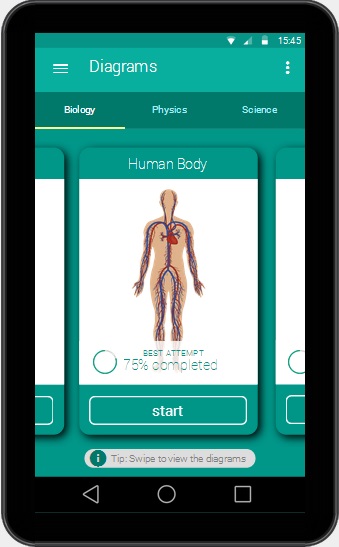 15:45
Diagrams
Biology Physics Science
Human Body
BEST ATTEMPT
75% completed
start
Tip: Swipe to view the diagrams